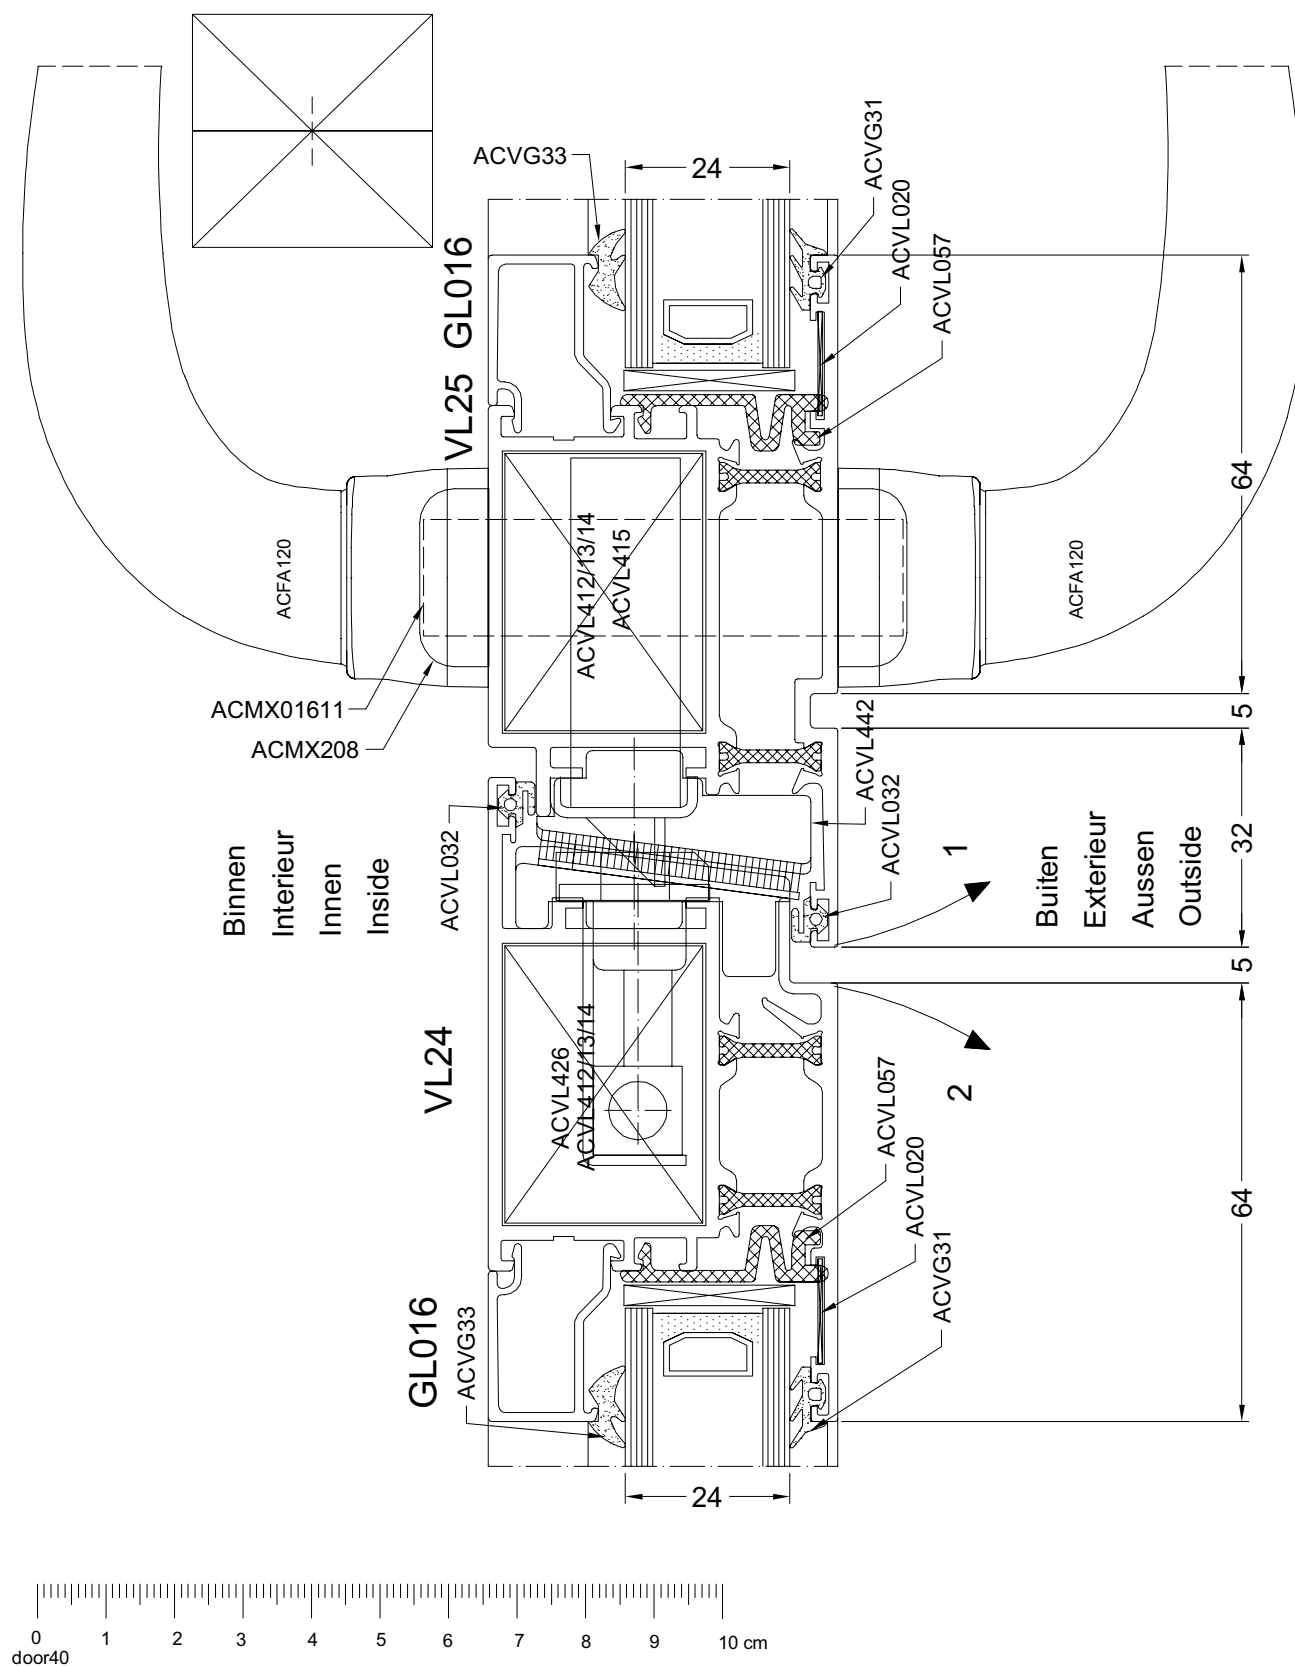 ACVG33
24
ACVG31
ACVL020
ACVL057
VL25 GL016
64
ACVL412/13/14
ACVL415
ACFA120
ACFA120
ACMX01611
ACMX208
5
ACVL442
ACVL032
ACVL032
Binnen
Interieur
Innen
Inside
1
Buiten
Exterieur
Aussen
Outside
32
5
VL24
ACVL426
ACVL412/13/14
2
ACVL057
ACVL020
ACVG31
64
GL016
ACVG33
24
0 1 2 3 4 5 6 7 8 9 10 cm
door40